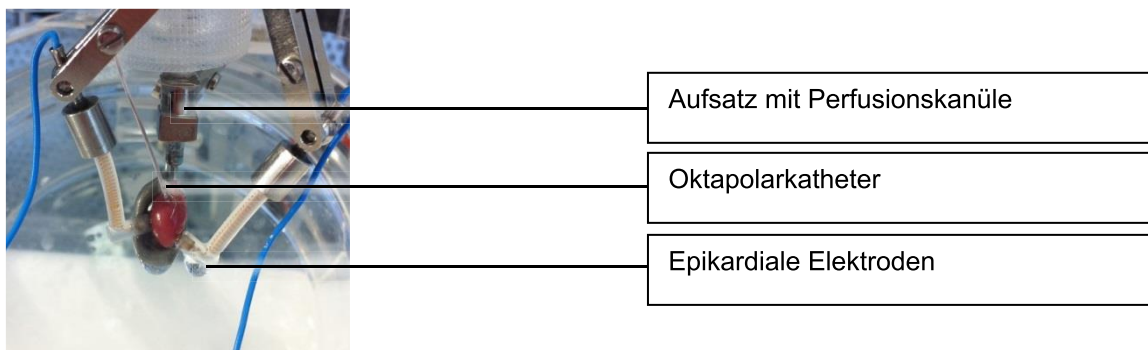 Aufsatz mit Perfusionskanüle
Oktapolarkatheter
Epikardiale Elektroden